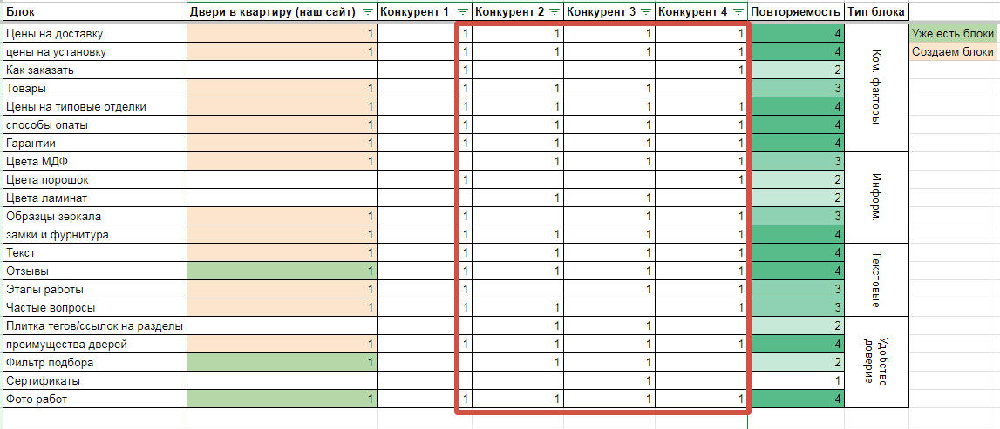 Блок Двери в квартиру (наш сайт) Конкурент 1 Конкурент 2 Конкурент 3 Конкурент 4 Повторяемость Тип блока
Цены на доставку 1 1 1 1 1 4 Уже есть блоки
цены на установку 1 1 1 1 1 4 Создаем блоки
Как заказать 1 1 2
Товары 1 1 1 1 3
Цены на типовые отделки 1 1 1 1 1 4
способы опаты 1 1 1 1 1 4
Гарантии 1 1 1 1 1 4
Ком. факторы
Цвета МДФ 1 1 1 1 3
Цвета порошок 1 1 2
Цвета ламинат 1 1 2
Образцы зеркала 1 1 1 1 3
замки и фурнитура 1 1 1 1 1 4
Информ.
Текст 1 1 1 1 1 4
Отзывы 1 1 1 1 1 4
Этапы работы 1 1 1 1 3
Частые вопросы 1 1 1 1 3
Текстовые
Плитка тегов/ссылок на разделы 1 1 2
преимущества дверей 1 1 1 1 1 4
Фильтр подбора 1 1 1 2
Сертификаты 1 1
Фото работ 1 1 1 1 1 4
Удобство
доверие